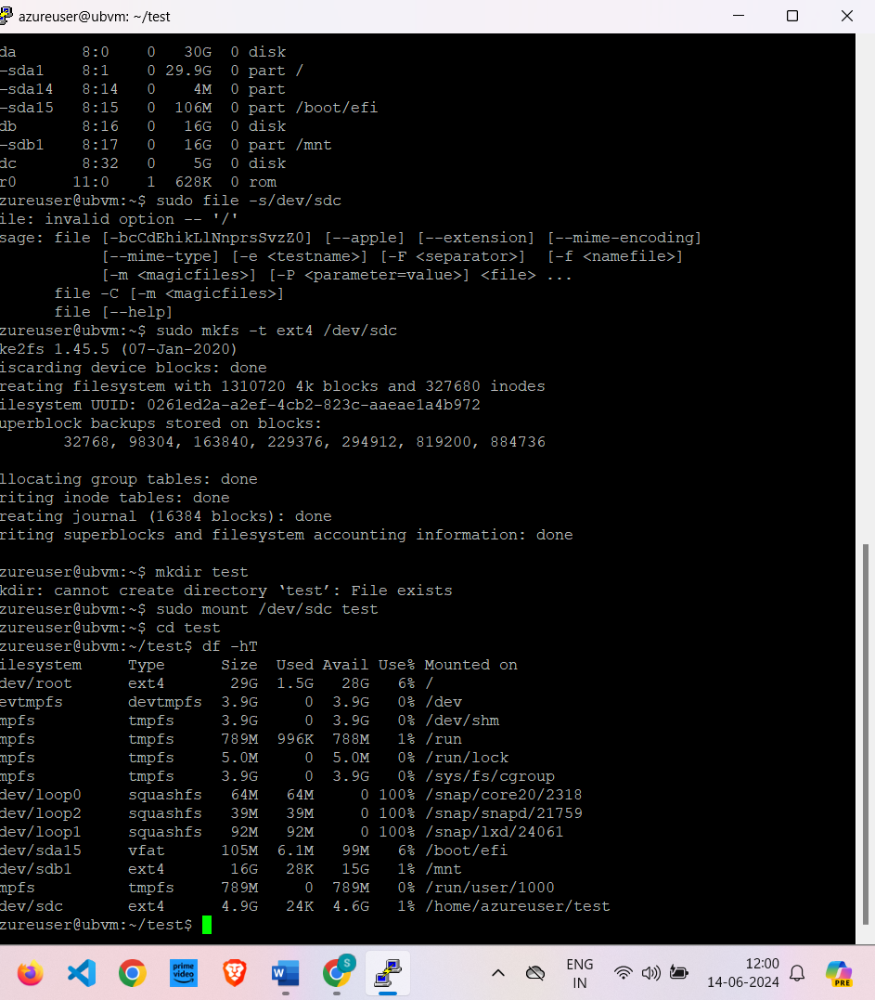 azureuser@ubvm: ~/test
da 8:0 0 30G 0 disk
-sda1 8:1 0 29.9G 0 part /
-sda14 8:14 0 4M 0 part
-sda15 8:15 0 106M 0 part /boot/efi
db 8:16 0 16G 0 disk
-sdb1 8:17 0 16G 0 part /mnt
dc 8:32 0 5G 0 disk
r0 11:0 1 628K 0 rom
zureuser@ubvm:~$ sudo file -s/dev/sdc
ile: invalid option -- '/'
sage: file [-bcCdEhikLlNnprsSvzZ0] [--apple] [--extension] [--mime-encoding]
[--mime-type] [-e <testname>] [-F <separator>] [-f <namefile>]
[-m <magicfiles>] [-P <parameter=value>] <file> ...
file -C [-m <magicfiles>]
file [--help]
zureuser@ubvm:~$ sudo mkfs -t ext4 /dev/sdc
ke2fs 1.45.5 (07-Jan-2020)
iscarding device blocks: done
reating filesystem with 1310720 4k blocks and 327680 inodes
ilesystem UUID: 0261ed2a-a2ef-4cb2-823c-aaeae1a4b972
uperblock backups stored on blocks:
32768, 98304, 163840, 229376, 294912, 819200, 884736
llocating group tables: done
riting inode tables: done
reating journal (16384 blocks): done
riting superblocks and filesystem accounting information: done
zureuser@ubvm:~$ mkdir test
kdir: cannot create directory ‘test’: File exists
zureuser@ubvm:~$ sudo mount /dev/sdc test
zureuser@ubvm:~$ cd test
zureuser@ubvm:~/test$ df -hT
ilesystem Type Size Used Avail Use% Mounted on
dev/root ext4 29G 1.5G 28G 6% /
evtmpfs devtmpfs 3.9G 0 3.9G 0% /dev
mpfs tmpfs 3.9G 0 3.9G 0% /dev/shm
mpfs tmpfs 789M 996K 788M 1% /run
mpfs tmpfs 5.0M 0 5.0M 0% /run/lock
mpfs tmpfs 3.9G 0 3.9G 0% /sys/fs/cgroup
dev/loop0 squashfs 64M 64M 0 100% /snap/core20/2318
dev/loop2 squashfs 39M 39M 0 100% /snap/snapd/21759
dev/loop1 squashfs 92M 92M 0 100% /snap/lxd/24061
dev/sda15 vfat 105M 6.1M 99M 6% /boot/efi
dev/sdb1 ext4 16G 28K 15G 1% /mnt
mpfs tmpfs 789M 0 789M 0% /run/user/1000
dev/sdc ext4 4.9G 24K 4.6G 1% /home/azureuser/test
zureuser@ubvm:~/test$
prime video
W
S
ENG
IN
12:00
14-06-2024
PRE